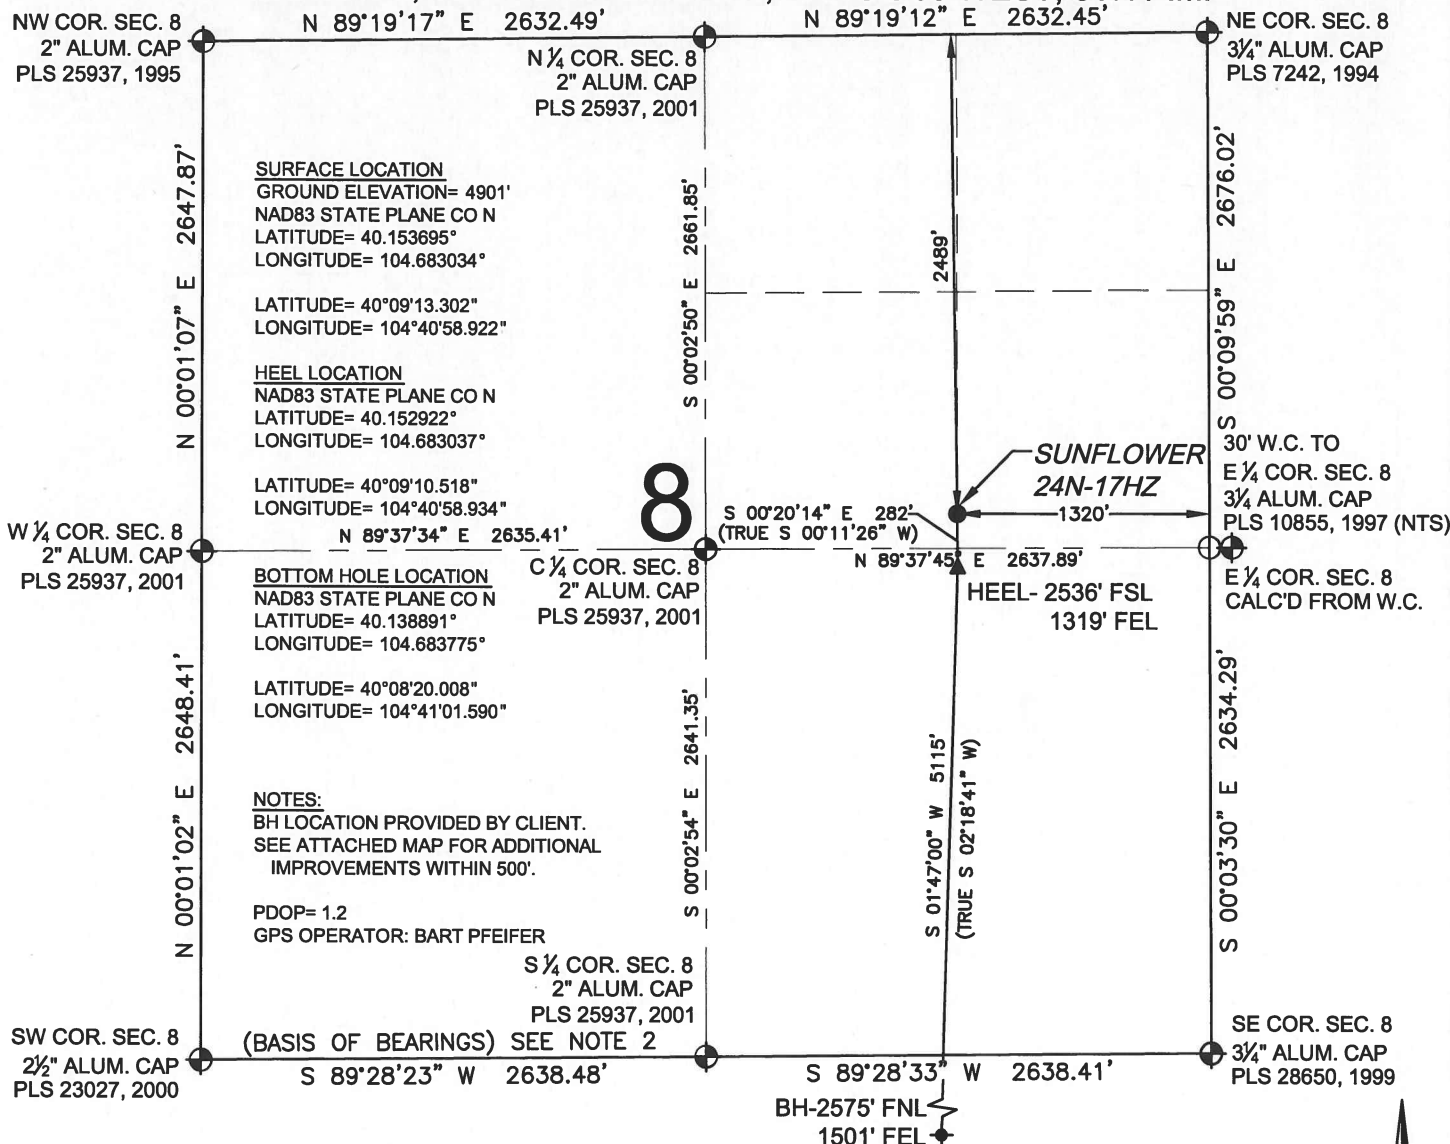 NW COR. SEC. 8
2" ALUM. CAP
PLS 25937, 1995
N 89°19'17" E 2632.49'
N ¼ COR. SEC. 8
2" ALUM. CAP
PLS 25937, 2001
N 89°19'12" E 2632.45'
NE COR. SEC. 8
3¼" ALUM. CAP
PLS 7242, 1994
N 00°01'07" E 2647.87'
SURFACE LOCATION
GROUND ELEVATION= 4901'
NAD83 STATE PLANE CO N
LATITUDE= 40.153695°
LONGITUDE= 104.683034°
LATITUDE= 40°09'13.302"
LONGITUDE= 104°40'58.922"
HEEL LOCATION
NAD83 STATE PLANE CO N
LATITUDE= 40.152922°
LONGITUDE= 104.683037°
LATITUDE= 40°09'10.518"
LONGITUDE= 104°40'58.934"
S 00°02'50" E 2661.85'
2489'
S 00°09'59" E 2676.02'
8
SUNFLOWER
24N-17HZ
1320'
30' W.C. TO
E ¼ COR. SEC. 8
3¼ ALUM. CAP
PLS 10855, 1997 (NTS)
W ¼ COR. SEC. 8
2" ALUM. CAP
PLS 25937, 2001
N 89°37'34" E 2635.41'
S 00°20'14" E 282'
(TRUE S 00°11'26" W)
N 89°37'45" E 2637.89'
C ¼ COR. SEC. 8
2" ALUM. CAP
PLS 25937, 2001
HEEL- 2536' FSL
1319' FEL
E ¼ COR. SEC. 8
CALC'D FROM W.C.
BOTTOM HOLE LOCATION
NAD83 STATE PLANE CO N
LATITUDE= 40.138891°
LONGITUDE= 104.683775°
LATITUDE= 40°08'20.008"
LONGITUDE= 104°41'01.590"
N 00°01'02" E 2648.41'
S 00°02'54" E 2641.35'
S 01°47'00" W 5115'
(TRUE S 02°18'41" W)
S 00°03'30" E 2634.29'
NOTES:
BH LOCATION PROVIDED BY CLIENT.
SEE ATTACHED MAP FOR ADDITIONAL
IMPROVEMENTS WITHIN 500'.
PDOP= 1.2
GPS OPERATOR: BART PFEIFER
S ¼ COR. SEC. 8
2" ALUM. CAP
PLS 25937, 2001
SW COR. SEC. 8
2½" ALUM. CAP
PLS 23027, 2000
(BASIS OF BEARINGS) SEE NOTE 2
S 89°28'23" W 2638.48'
S 89°28'33" W 2638.41'
SE COR. SEC. 8
3¼" ALUM. CAP
PLS 28650, 1999
BH-2575' FNL
1501' FEL